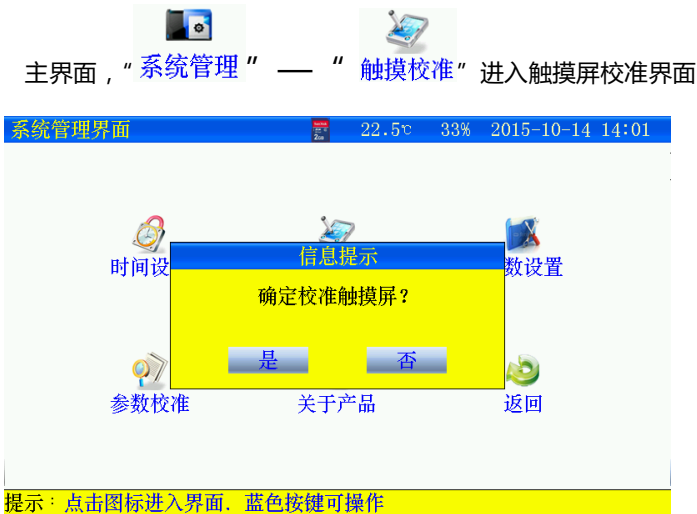 主界面，“系统管理” — “触摸校准”进入触摸屏校准界面
系统管理界面 22.5℃ 33% 2015-10-14 14:01
时间设 数设置
信息提示
确定校准触摸屏？
是 否
参数校准 关于产品 返回
提示：点击图标进入界面．蓝色按键可操作